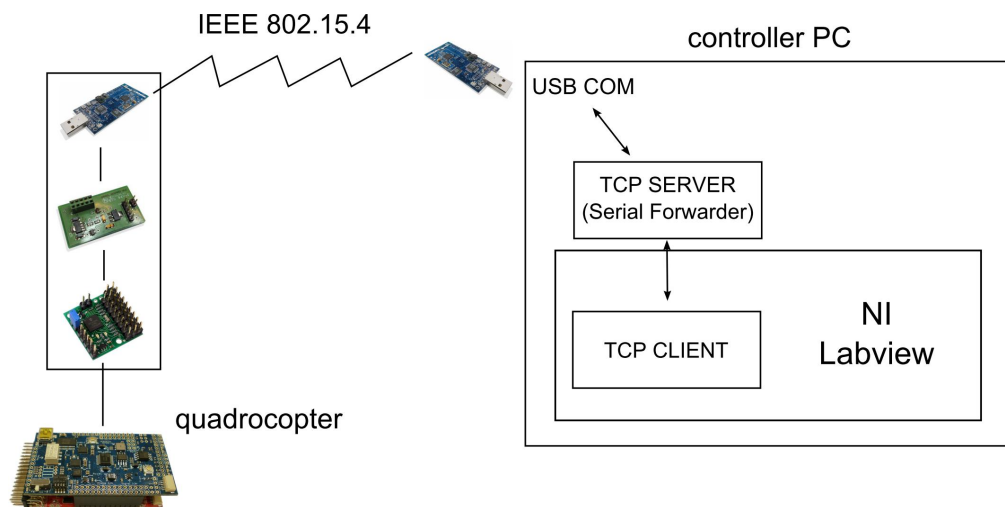 IEEE 802.15.4
controller PC
USB COM
TCP SERVER
(Serial Forwarder)
NI
Labview
TCP CLIENT
quadrocopter